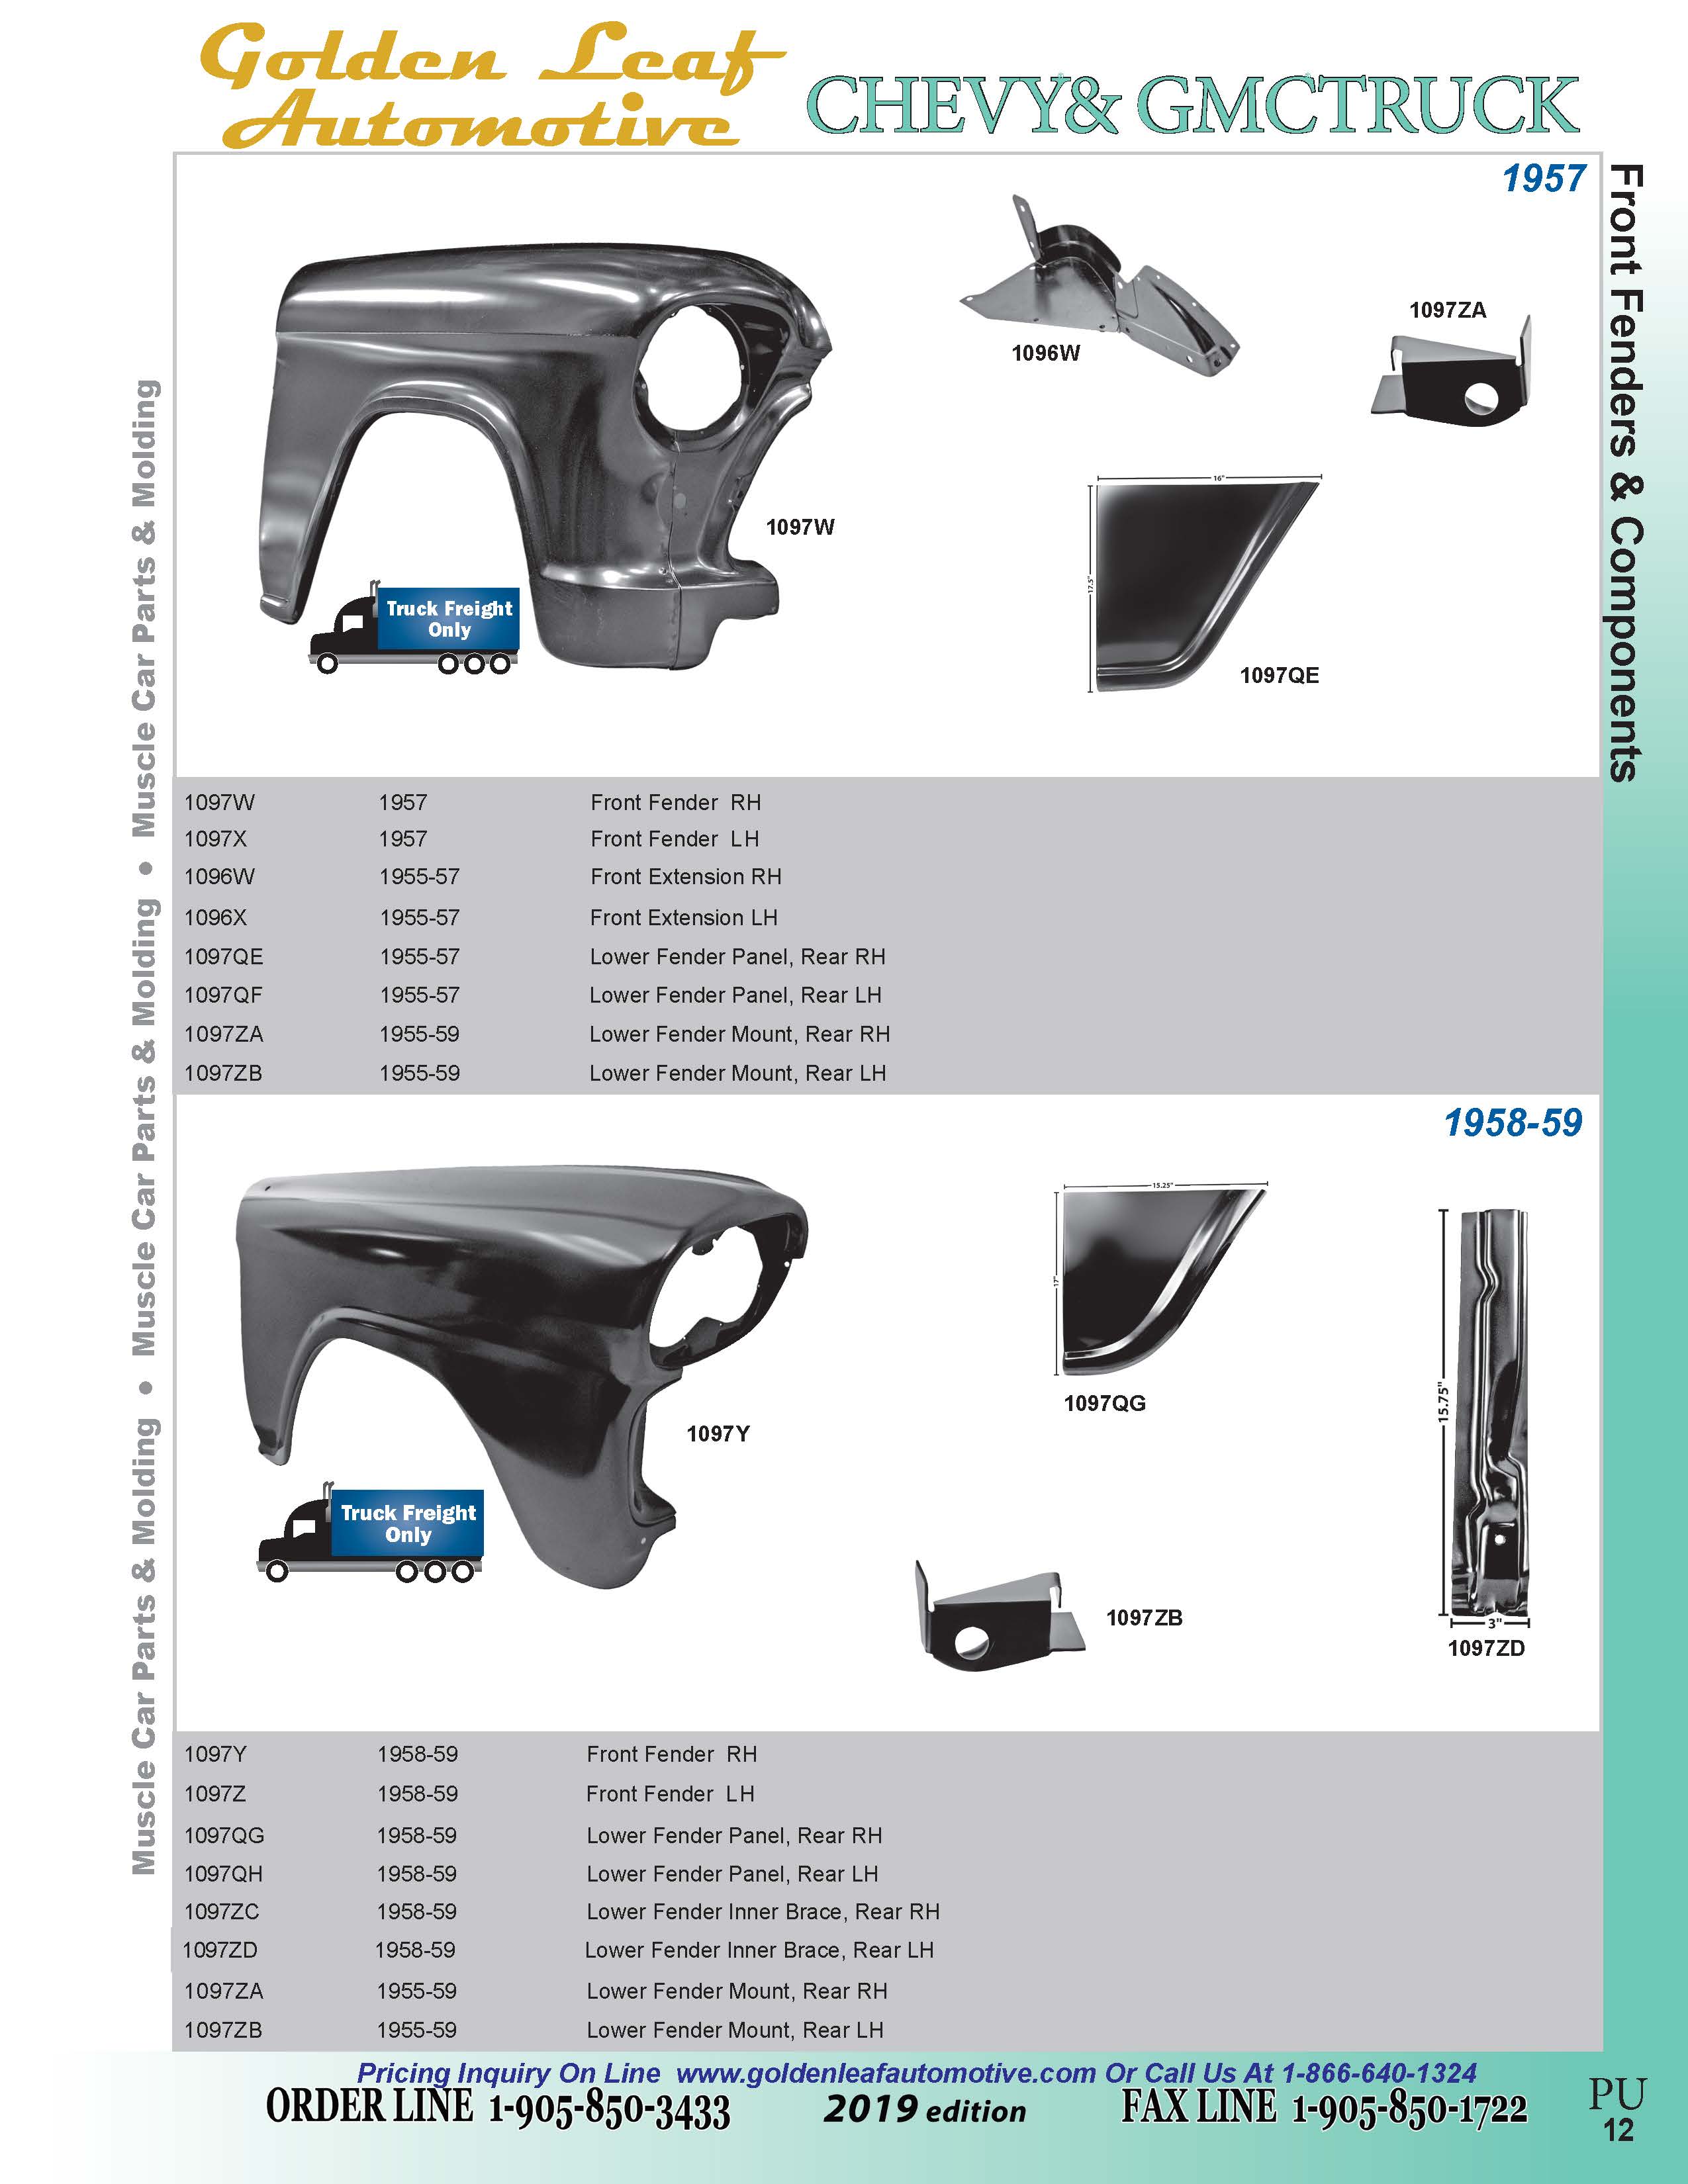 Golden Leaf
Automotive
CHEVY& GMCTRUCK
Front Fenders & Components
Muscle Car Parts & Molding • Muscle Car Parts & Molding • Muscle Car Parts & Molding
1957
1097W
1096W
1097ZA
16"
17.5"
1097QE
Truck Freight
Only
1097W 1957 Front Fender RH
1097X 1957 Front Fender LH
1096W 1955-57 Front Extension RH
1096X 1955-57 Front Extension LH
1097QE 1955-57 Lower Fender Panel, Rear RH
1097QF 1955-57 Lower Fender Panel, Rear LH
1097ZA 1955-59 Lower Fender Mount, Rear RH
1097ZB 1955-59 Lower Fender Mount, Rear LH
1958-59
1097Y
15.25"
17"
1097QG
15.75"
3"
1097ZD
1097ZB
Truck Freight
Only
1097Y 1958-59 Front Fender RH
1097Z 1958-59 Front Fender LH
1097QG 1958-59 Lower Fender Panel, Rear RH
1097QH 1958-59 Lower Fender Panel, Rear LH
1097ZC 1958-59 Lower Fender Inner Brace, Rear RH
1097ZD 1958-59 Lower Fender Inner Brace, Rear LH
1097ZA 1955-59 Lower Fender Mount, Rear RH
1097ZB 1955-59 Lower Fender Mount, Rear LH
Pricing Inquiry On Line www.goldenleafautomotive.com Or Call Us At 1-866-640-1324
ORDER LINE 1-905-850-3433 2019 edition FAX LINE 1-905-850-1722
PU
12